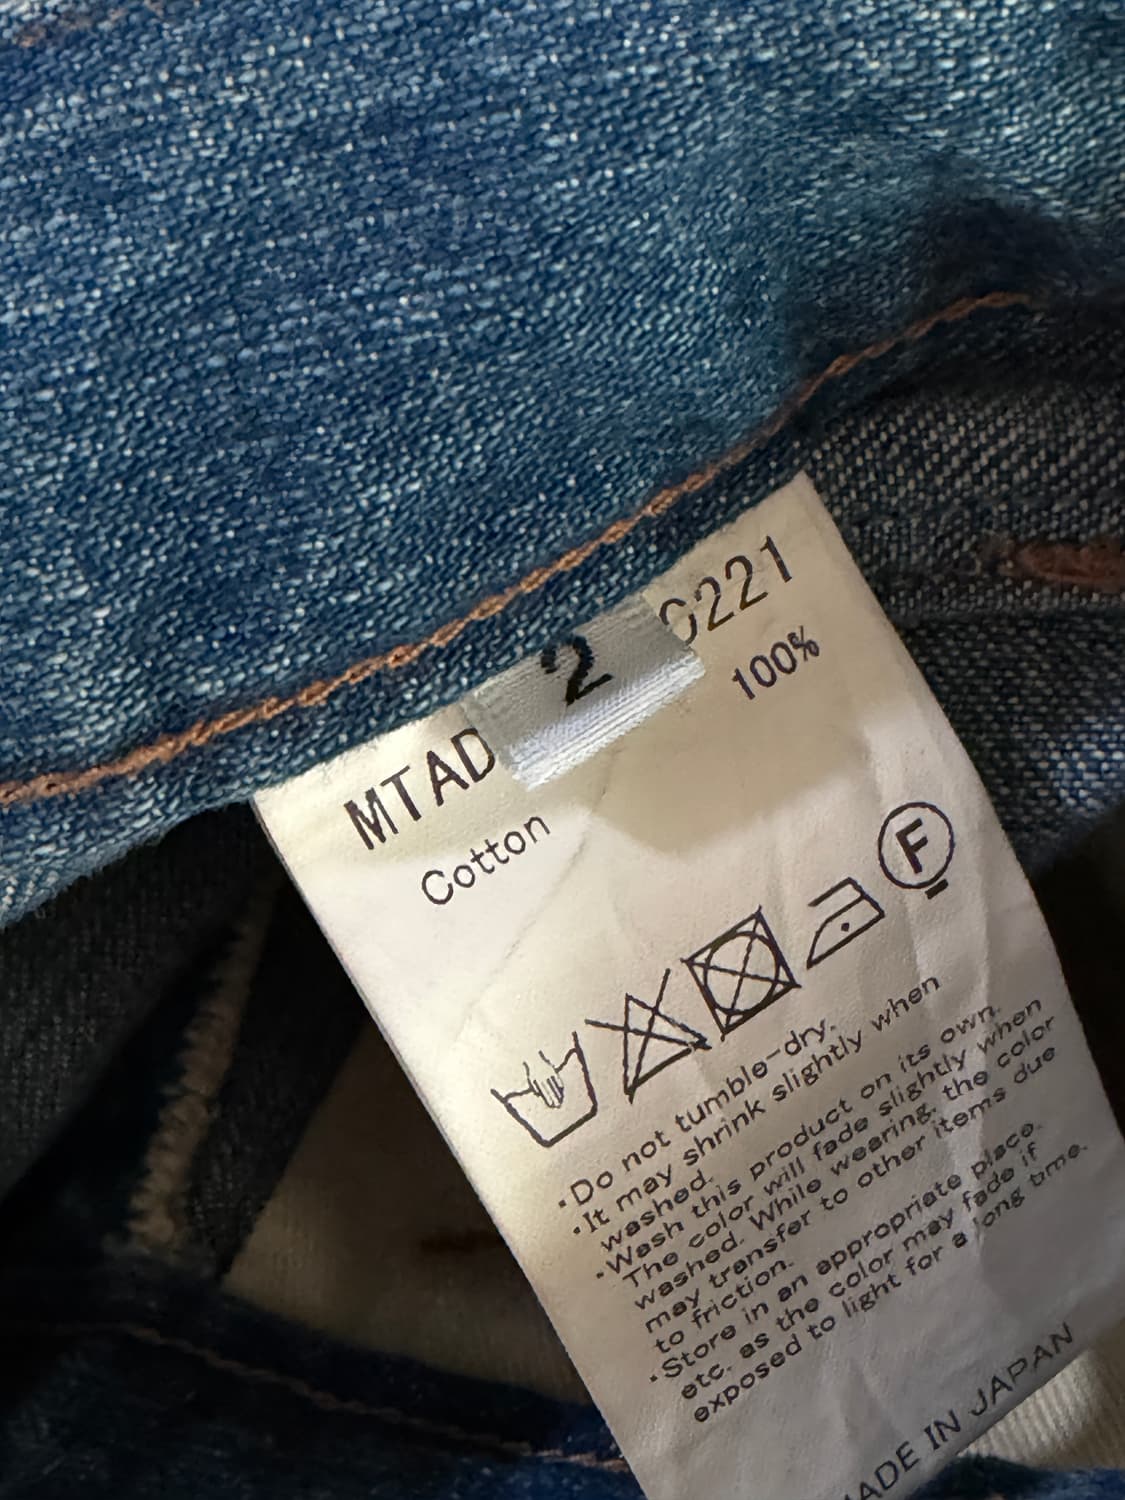 2
MTAD
0221
Cotton 100%
F
·Do not tumble-dry.
·It may shrink slightly when
washed.
·Wash this product on its own.
The color will fade slightly when
washed. While wearing, the color
may transfer to other items due
to friction.
·Store in an appropriate place.
etc. as the color may fade if
exposed to light for a long time.
MADE IN JAPAN